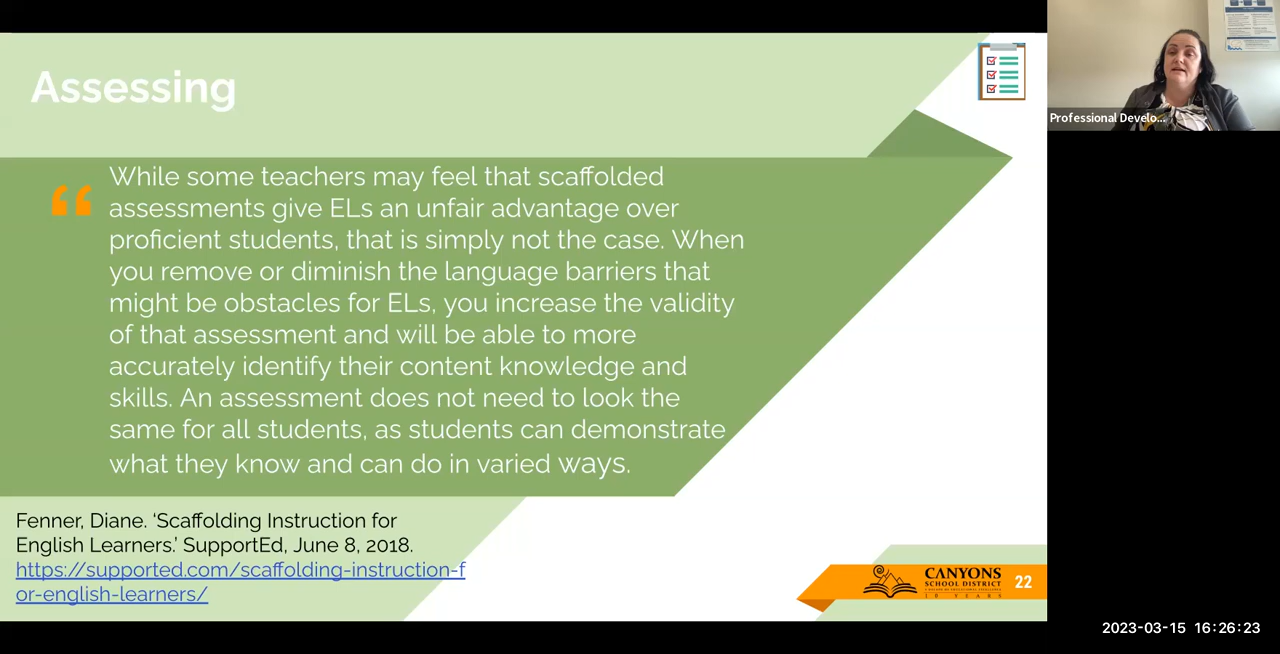 Assessing
“
While some teachers may feel that scaffolded
assessments give ELs an unfair advantage over
proficient students, that is simply not the case. When
you remove or diminish the language barriers that
might be obstacles for ELs, you increase the validity
of that assessment and will be able to more
accurately identify their content knowledge and
skills. An assessment does not need to look the
same for all students, as students can demonstrate
what they know and can do in varied ways.
Fenner, Diane. ‘Scaffolding Instruction for
English Learners.’ SupportEd, June 8, 2018.
https://supported.com/scaffolding-instruction-f
or-english-learners/
CANYONS
SCHOOL DISTRICT
10 YEARS
22
Professional Develo...
2023-03-15 16:26:23